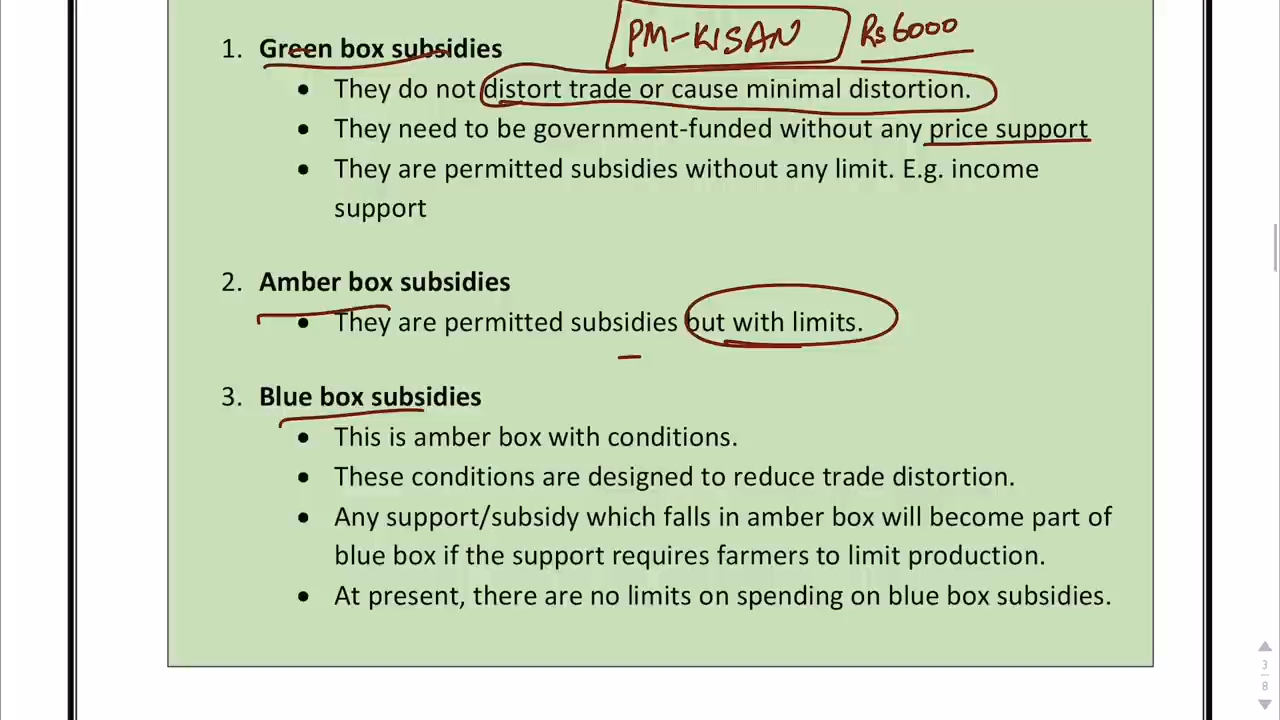 PM-KISAN Rs 6000
1. Green box subsidies
• They do not distort trade or cause minimal distortion.
• They need to be government-funded without any price support
• They are permitted subsidies without any limit. E.g. income
support
2. Amber box subsidies
• They are permitted subsidies but with limits.
3. Blue box subsidies
• This is amber box with conditions.
• These conditions are designed to reduce trade distortion.
• Any support/subsidy which falls in amber box will become part of
blue box if the support requires farmers to limit production.
• At present, there are no limits on spending on blue box subsidies.
3
8